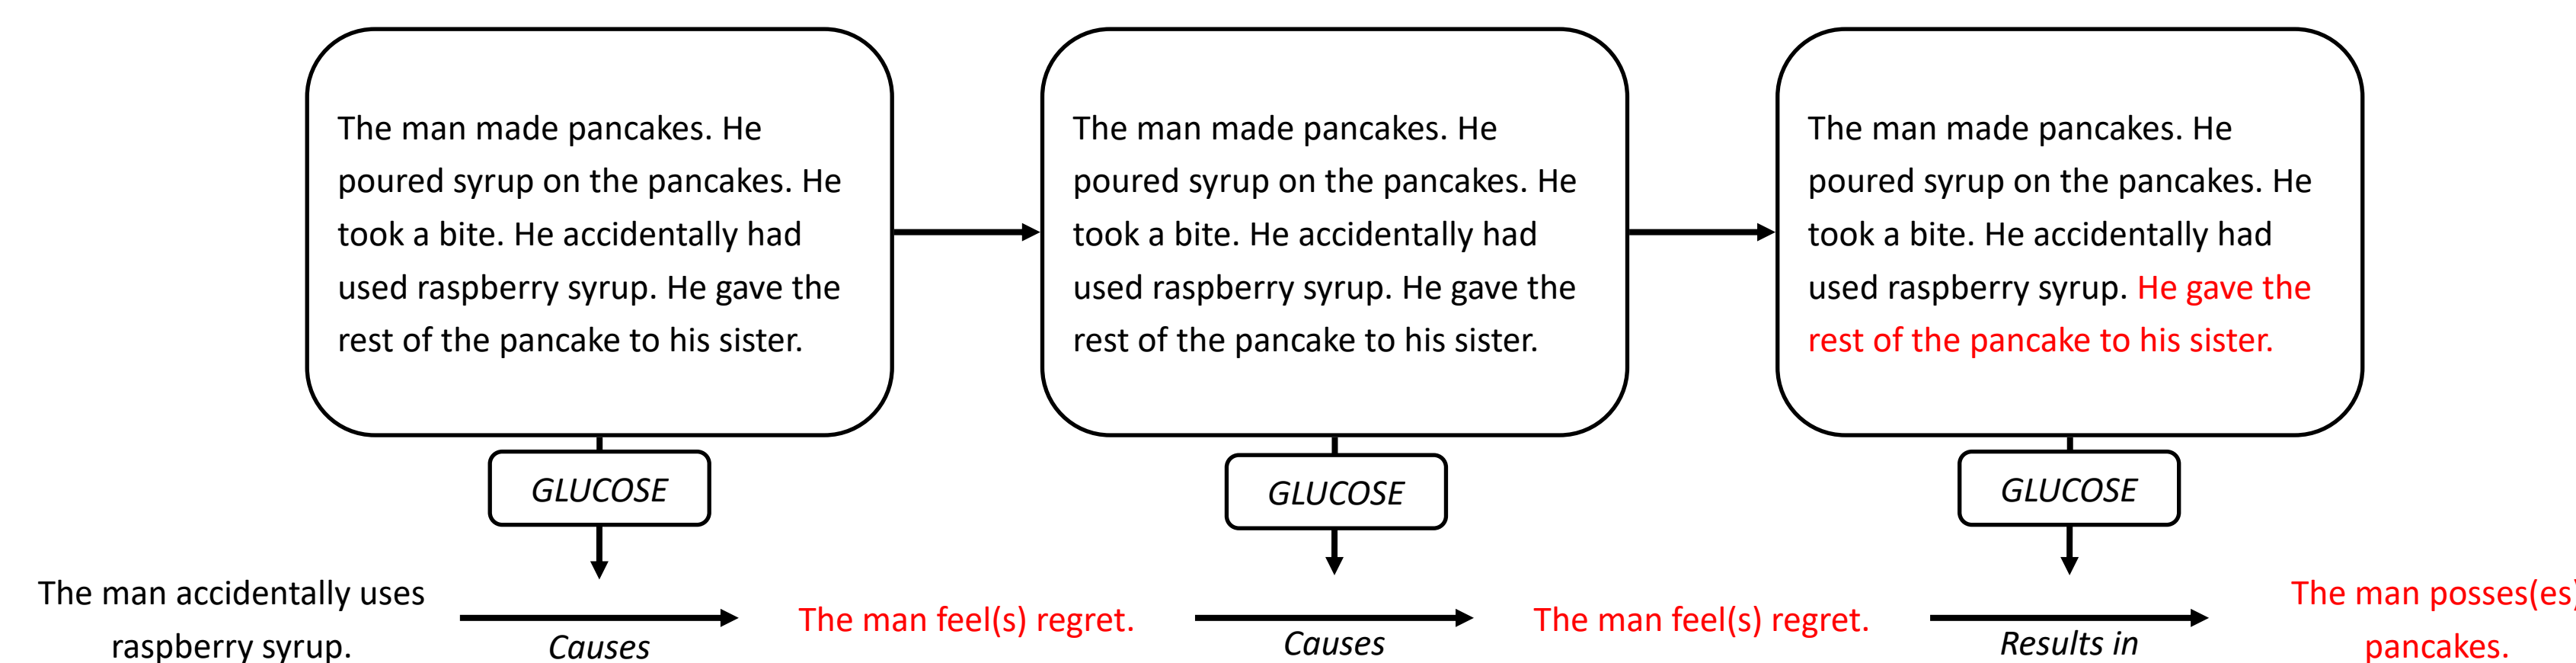 The man made pancakes. He
poured syrup on the pancakes. He
took a bite. He accidentally had
used raspberry syrup. He gave the
rest of the pancake to his sister.
The man made pancakes. He
poured syrup on the pancakes. He
took a bite. He accidentally had
used raspberry syrup. He gave the
rest of the pancake to his sister.
The man made pancakes. He
poured syrup on the pancakes. He
took a bite. He accidentally had
used raspberry syrup. He gave the
rest of the pancake to his sister.
GLUCOSE
GLUCOSE
GLUCOSE
The man accidentally uses
raspberry syrup.
Causes
The man feel(s) regret.
Causes
The man feel(s) regret.
Results in
The man posses(es)
pancakes.